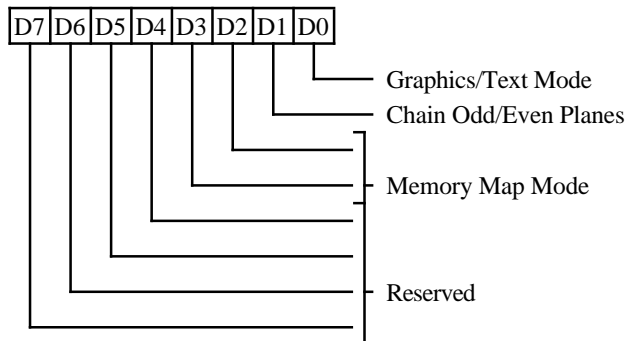 D7 D6 D5 D4 D3 D2 D1 D0
Graphics/Text Mode
Chain Odd/Even Planes
Memory Map Mode
Reserved